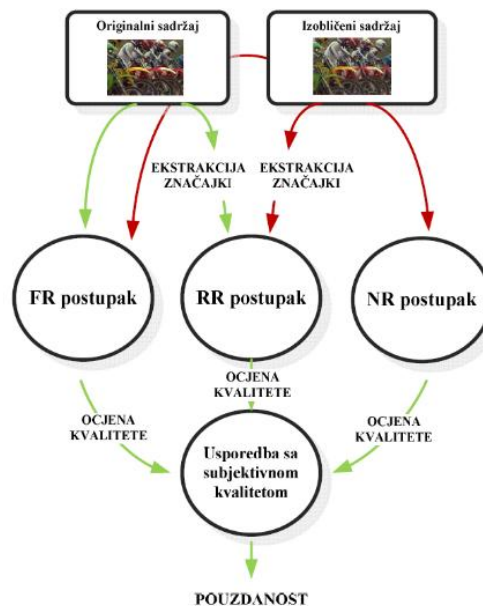 Originalni sadržaj
Izobličeni sadržaj
EKSTRAKCIJA
ZNAČAJKI
EKSTRAKCIJA
ZNAČAJKI
FR postupak
RR postupak
NR postupak
OCJENA
KVALITETE
OCJENA
KVALITETE
OCJENA
KVALITETE
Usporedba sa
subjektivnom
kvalitetom
POUZDANOST